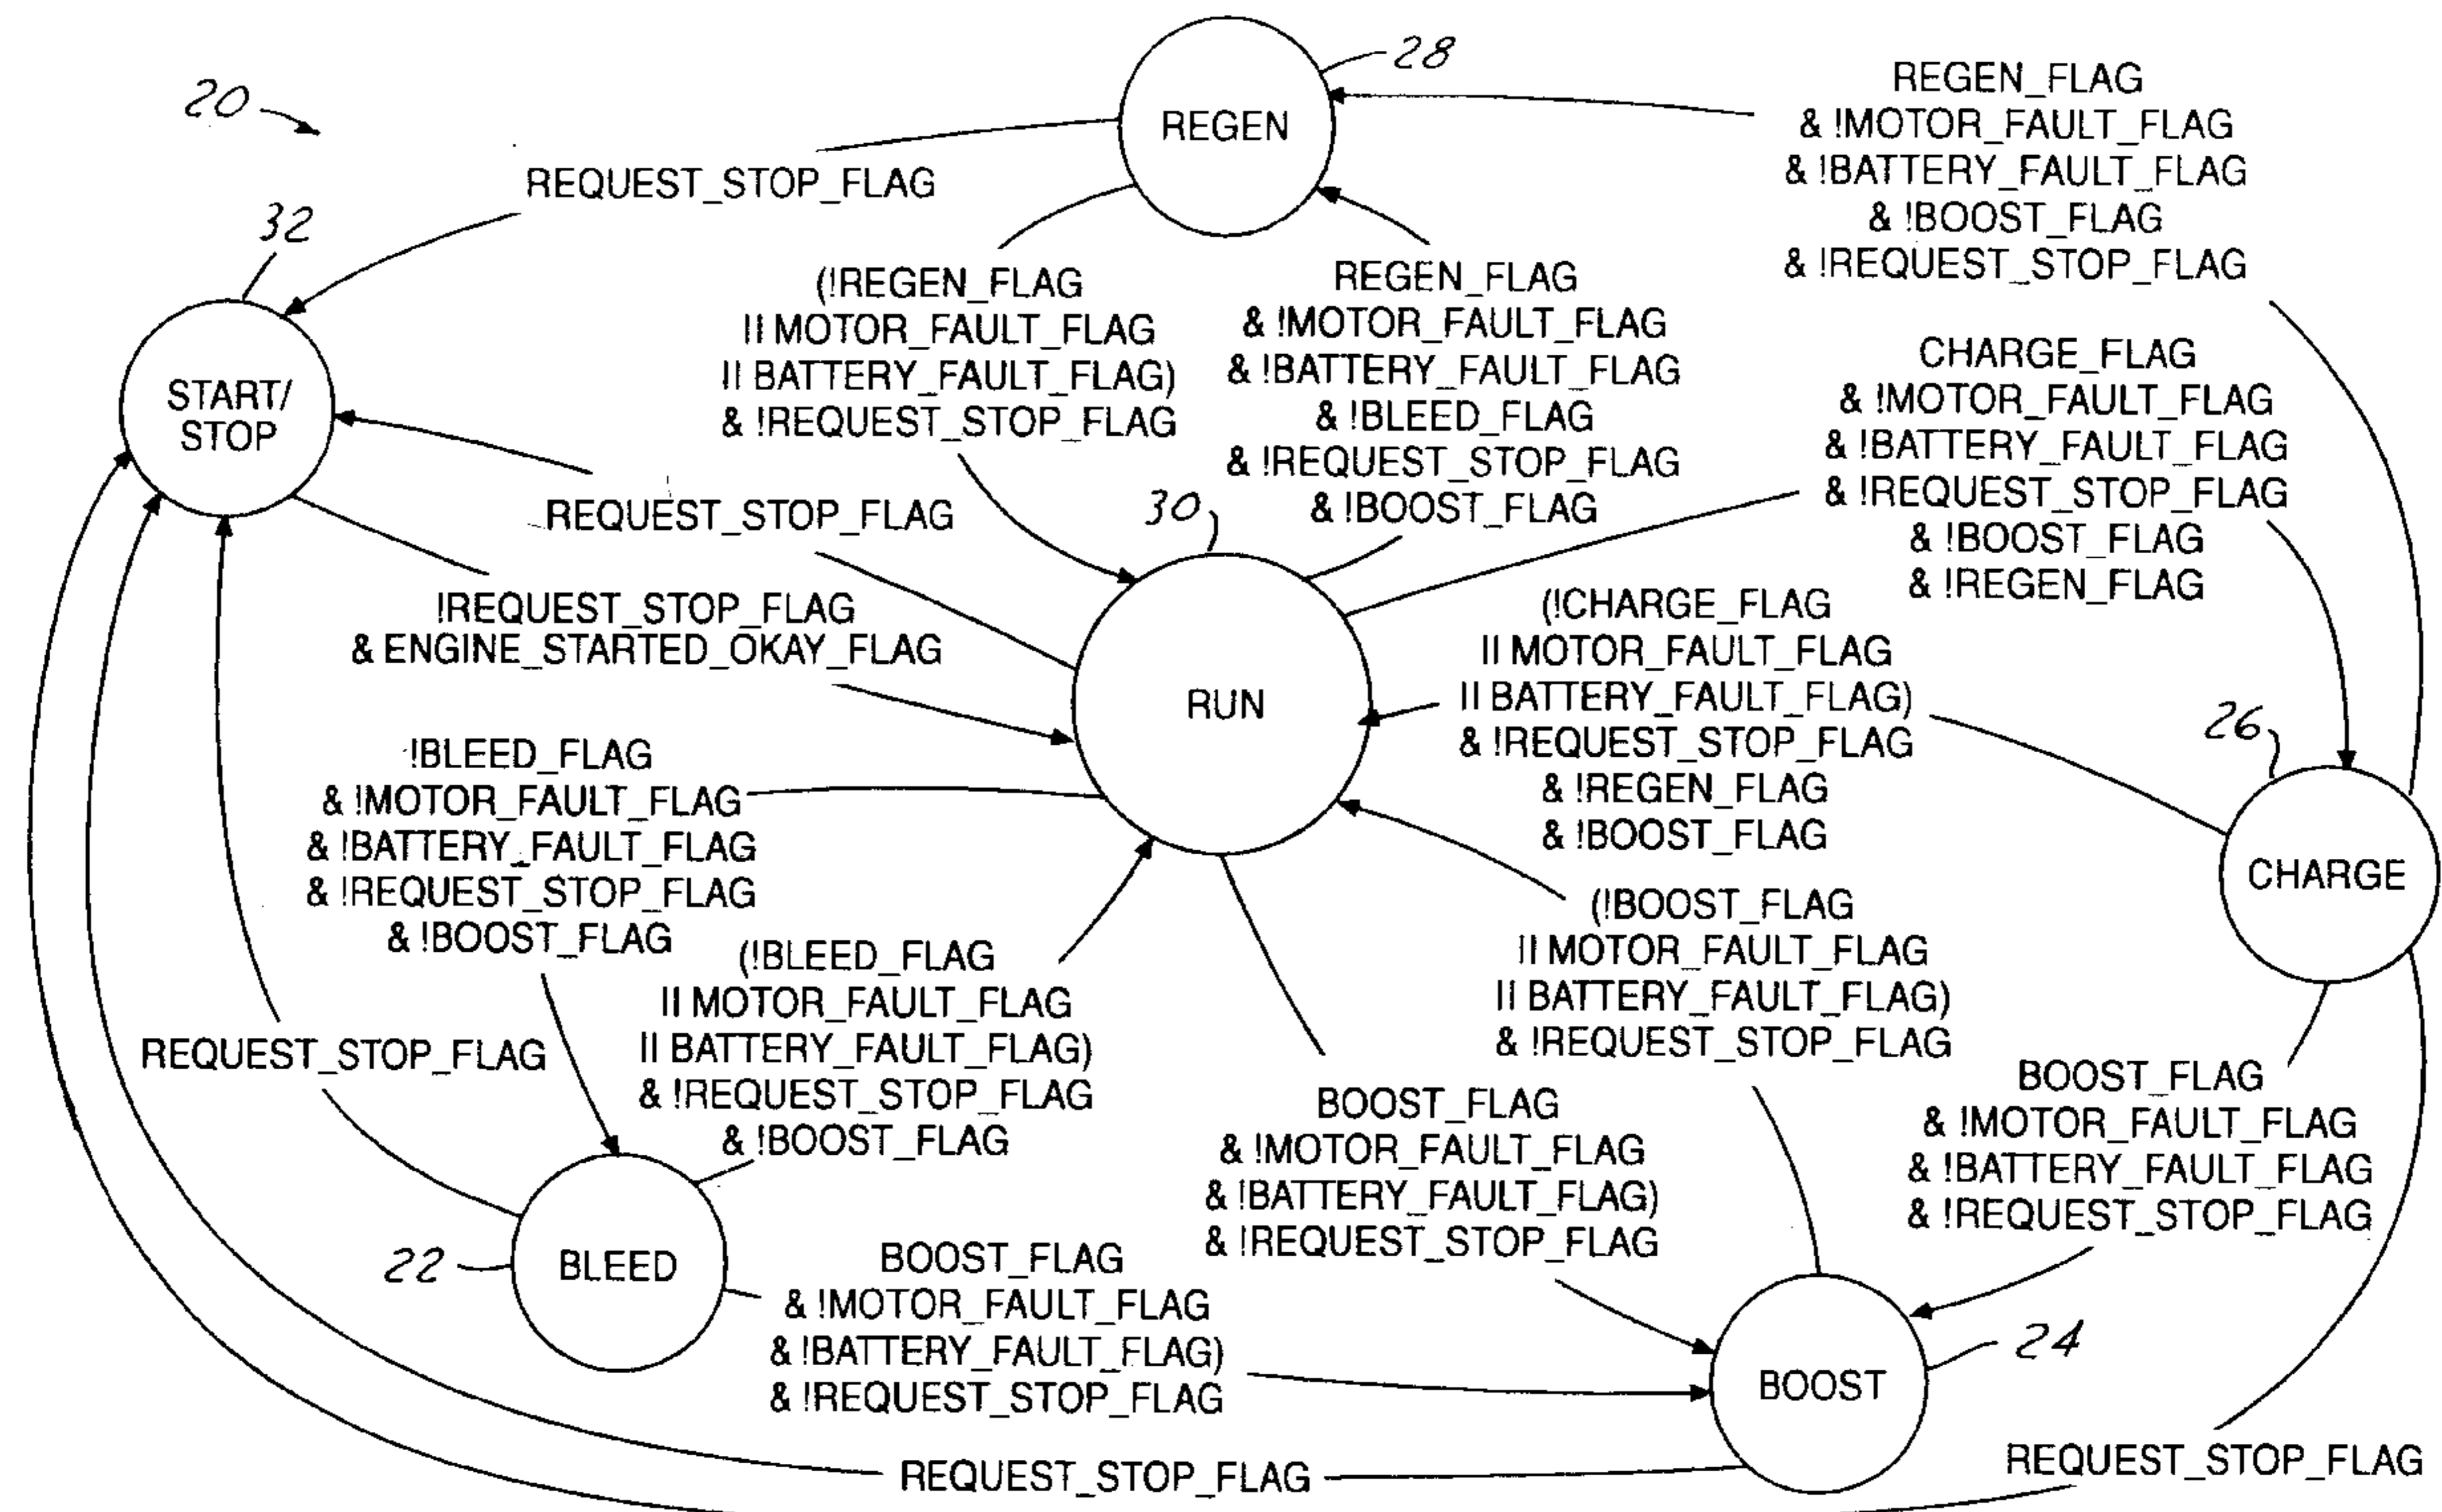 20
28
REGEN
REQUEST_STOP_FLAG
REGEN_FLAG
& !MOTOR_FAULT_FLAG
& !BATTERY_FAULT_FLAG
& !BOOST_FLAG
& !REQUEST_STOP_FLAG
32
START/
STOP
(!REGEN_FLAG
|| MOTOR_FAULT_FLAG
|| BATTERY_FAULT_FLAG)
& !REQUEST_STOP_FLAG
REGEN_FLAG
& !MOTOR_FAULT_FLAG
& !BATTERY_FAULT_FLAG
& !BLEED_FLAG
& !REQUEST_STOP_FLAG
& !BOOST_FLAG
CHARGE_FLAG
& !MOTOR_FAULT_FLAG
& !BATTERY_FAULT_FLAG
& !REQUEST_STOP_FLAG
& !BOOST_FLAG
& !REGEN_FLAG
REQUEST_STOP_FLAG
30
!REQUEST_STOP_FLAG
& ENGINE_STARTED_OKAY_FLAG
RUN
(!CHARGE_FLAG
|| MOTOR_FAULT_FLAG
|| BATTERY_FAULT_FLAG)
& !REQUEST_STOP_FLAG
& !REGEN_FLAG
& !BOOST_FLAG
26
CHARGE
!BLEED_FLAG
& !MOTOR_FAULT_FLAG
& !BATTERY_FAULT_FLAG
& !REQUEST_STOP_FLAG
& !BOOST_FLAG
(!BLEED_FLAG
|| MOTOR_FAULT_FLAG
|| BATTERY_FAULT_FLAG)
& !REQUEST_STOP_FLAG
& !BOOST_FLAG
(!BOOST_FLAG
|| MOTOR_FAULT_FLAG
|| BATTERY_FAULT_FLAG)
& !REQUEST_STOP_FLAG
REQUEST_STOP_FLAG
BOOST_FLAG
& !MOTOR_FAULT_FLAG
& !BATTERY_FAULT_FLAG)
& !REQUEST_STOP_FLAG
BOOST_FLAG
& !MOTOR_FAULT_FLAG
& !BATTERY_FAULT_FLAG
& !REQUEST_STOP_FLAG
22
BLEED
BOOST_FLAG
& !MOTOR_FAULT_FLAG
& !BATTERY_FAULT_FLAG)
& !REQUEST_STOP_FLAG
24
BOOST
REQUEST_STOP_FLAG
REQUEST_STOP_FLAG